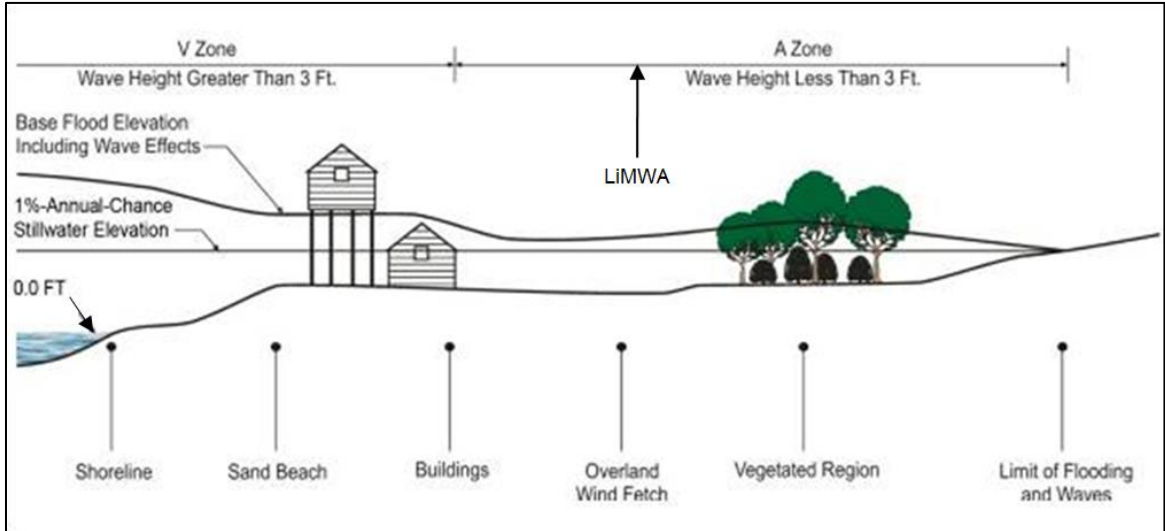 V Zone
Wave Height Greater Than 3 Ft.
A Zone
Wave Height Less Than 3 Ft.
Base Flood Elevation
Including Wave Effects
LiMWA
1%-Annual-Chance
Stillwater Elevation
0.0 FT
Shoreline
Sand Beach
Buildings
Overland
Wind Fetch
Vegetated Region
Limit of Flooding
and Waves